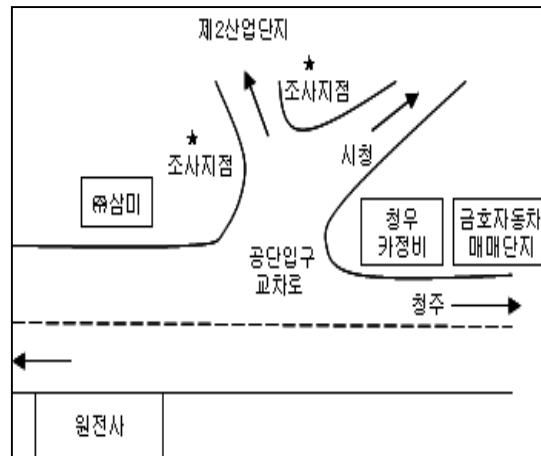 제2산업단지
★
조사지점
★
조사지점
시청
㈜삼미
청우
카정비
금호자동차
매매단지
공단입구
교차로
청주
원전사